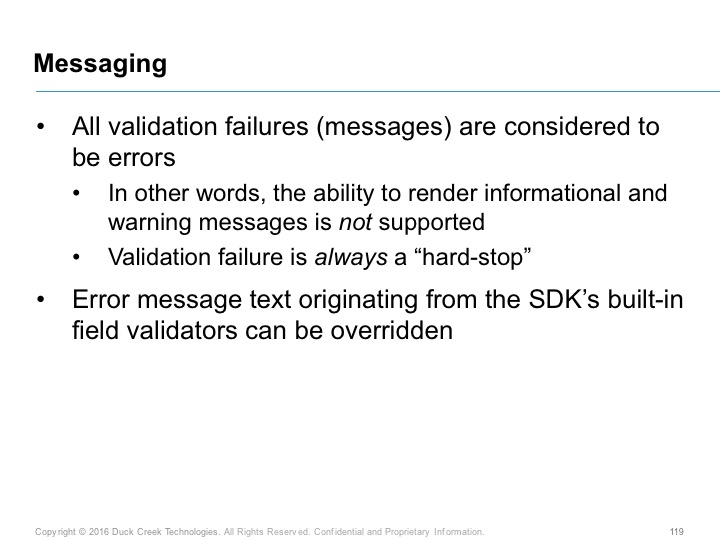 Messaging
• All validation failures (messages) are considered to
be errors
• In other words, the ability to render informational and
warning messages is not supported
• Validation failure is always a “hard-stop”
• Error message text originating from the SDK’s built-in
field validators can be overridden
Copyright © 2016 Duck Creek Technologies. All Rights Reserved. Confidential and Proprietary Information. 119